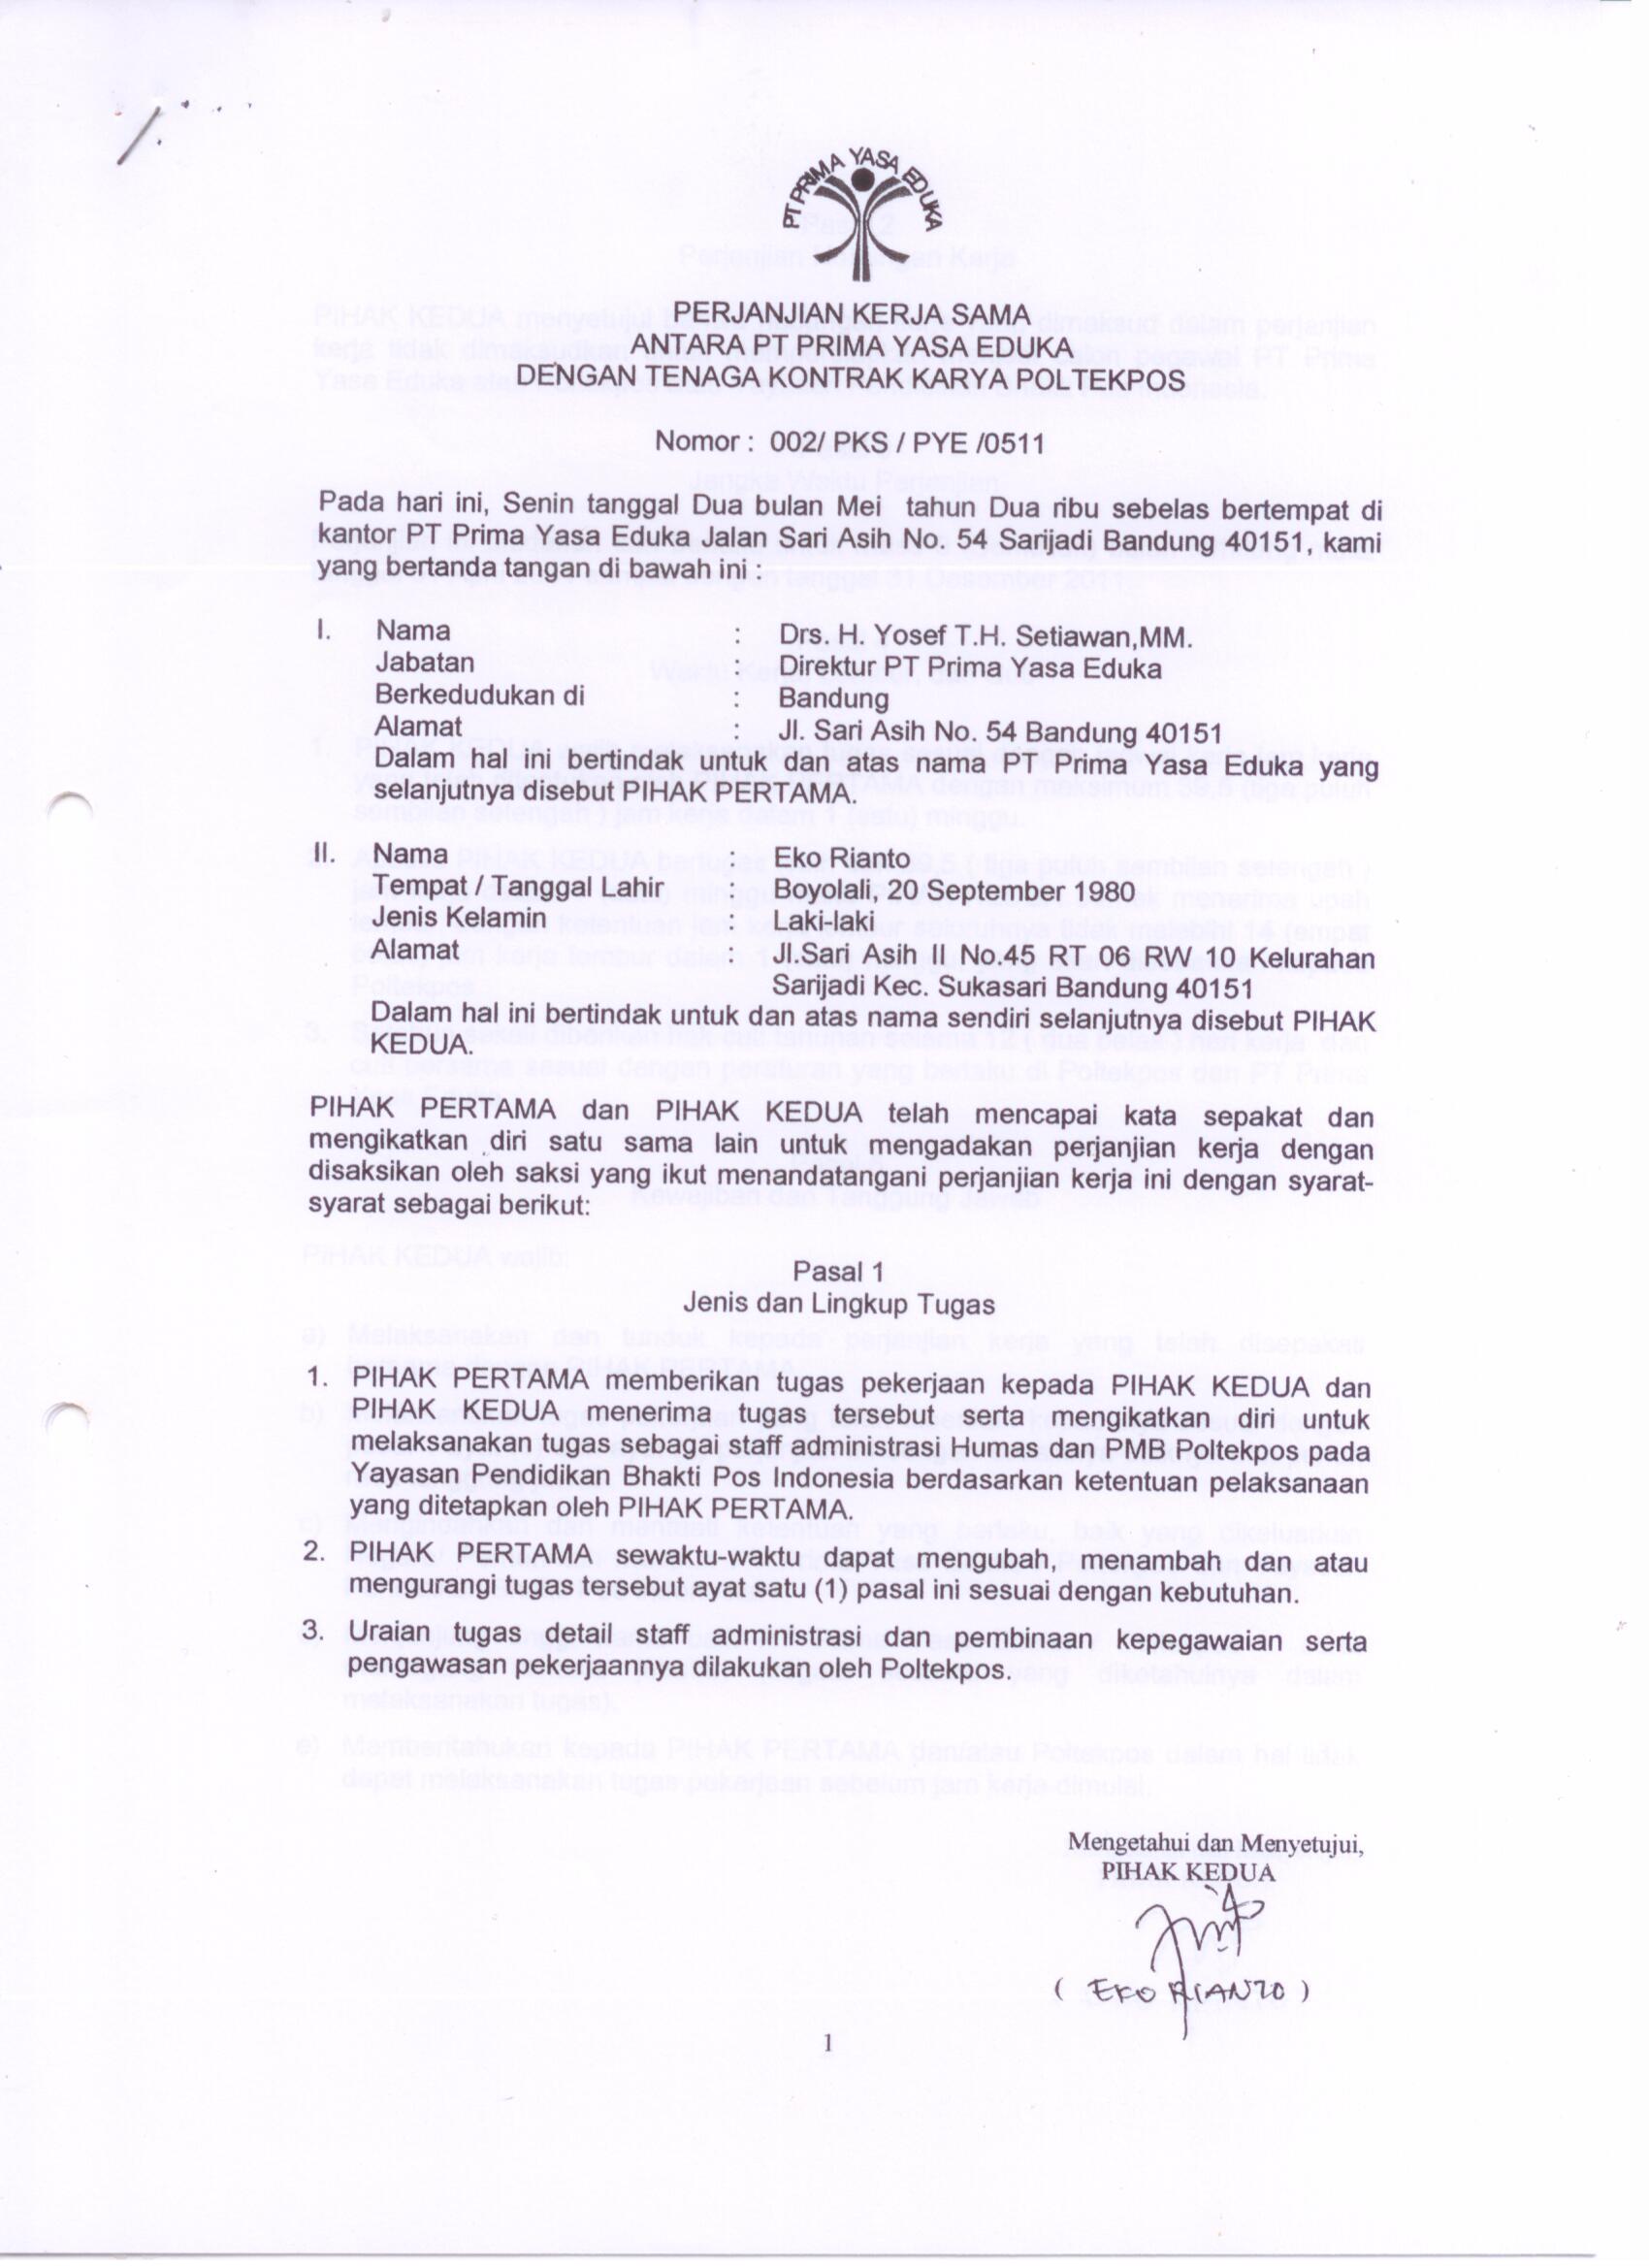 PT PRIMA YASA EDUKA
PERJANJIAN KERJA SAMA
ANTARA PT PRIMA YASA EDUKA
DENGAN TENAGA KONTRAK KARYA POLTEKPOS
Nomor : 002/ PKS / PYE /0511
Pada hari ini, Senin tanggal Dua bulan Mei tahun Dua ribu sebelas bertempat di
kantor PT Prima Yasa Eduka Jalan Sari Asih No. 54 Sarijadi Bandung 40151, kami
yang bertanda tangan di bawah ini :
I. Nama : Drs. H. Yosef T.H. Setiawan,MM.
Jabatan : Direktur PT Prima Yasa Eduka
Berkedudukan di : Bandung
Alamat : Jl. Sari Asih No. 54 Bandung 40151
Dalam hal ini bertindak untuk dan atas nama PT Prima Yasa Eduka yang
selanjutnya disebut PIHAK PERTAMA.
II. Nama : Eko Rianto
Tempat / Tanggal Lahir : Boyolali, 20 September 1980
Jenis Kelamin : Laki-laki
Alamat : Jl.Sari Asih II No.45 RT 06 RW 10 Kelurahan
Sarijadi Kec. Sukasari Bandung 40151
Dalam hal ini bertindak untuk dan atas nama sendiri selanjutnya disebut PIHAK
KEDUA.
PIHAK PERTAMA dan PIHAK KEDUA telah mencapai kata sepakat dan
mengikatkan diri satu sama lain untuk mengadakan perjanjian kerja dengan
disaksikan oleh saksi yang ikut menandatangani perjanjian kerja ini dengan syarat-
syarat sebagai berikut:
Pasal 1
Jenis dan Lingkup Tugas
1. PIHAK PERTAMA memberikan tugas pekerjaan kepada PIHAK KEDUA dan
PIHAK KEDUA menerima tugas tersebut serta mengikatkan diri untuk
melaksanakan tugas sebagai staff administrasi Humas dan PMB Poltekpos pada
Yayasan Pendidikan Bhakti Pos Indonesia berdasarkan ketentuan pelaksanaan
yang ditetapkan oleh PIHAK PERTAMA.
2. PIHAK PERTAMA sewaktu-waktu dapat mengubah, menambah dan atau
mengurangi tugas tersebut ayat satu (1) pasal ini sesuai dengan kebutuhan.
3. Uraian tugas detail staff administrasi dan pembinaan kepegawaian serta
pengawasan pekerjaannya dilakukan oleh Poltekpos.
Mengetahui dan Menyetujui,
PIHAK KEDUA
( EKO RIANTO )
1